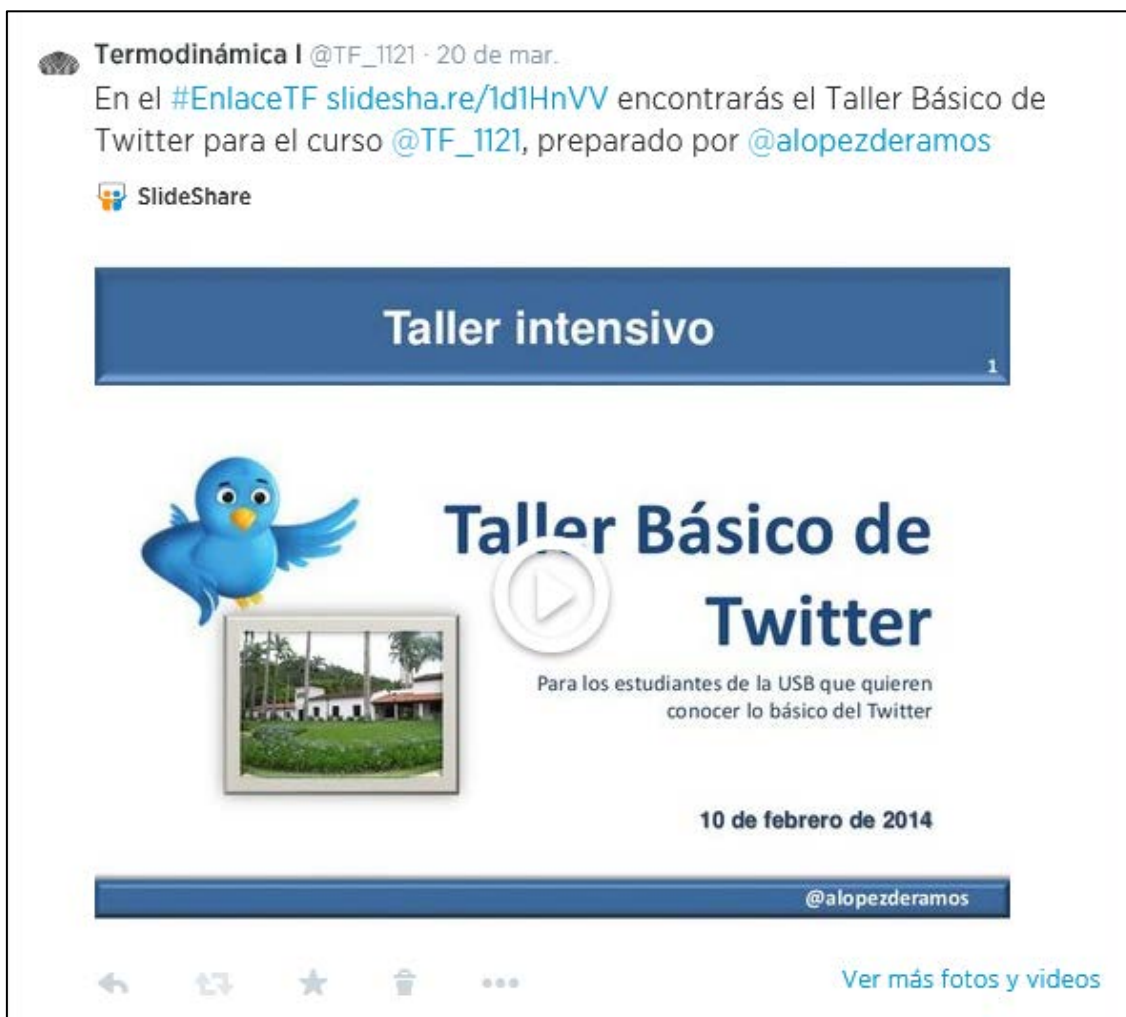 Termodinámica I @TF_1121 · 20 de mar.
En el #EnlaceTF slidesha.re/1d1HnVV encontrarás el Taller Básico de
Twitter para el curso @TF_1121, preparado por @alopezderamos
SlideShare
Taller intensivo
1
Taller Básico de
Twitter
Para los estudiantes de la USB que quieren
conocer lo básico del Twitter
10 de febrero de 2014
@alopezderamos
Ver más fotos y videos